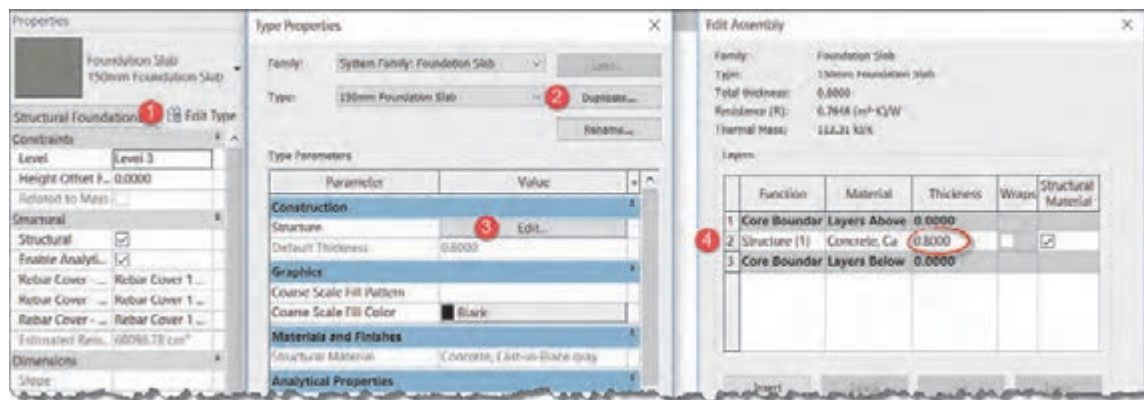 Properties
Foundation Slab
150mm Foundation Slab
Structural Foundation
1
Edit Type
Constraints
Level Level 3
Height Offset F... 0.0000
Related to Mass
Structural
Structural
Enable Analyti...
Rebar Cover - ... Rebar Cover 1 ...
Rebar Cover ... Rebar Cover 1 ...
Rebar Cover - ... Rebar Cover 1 ...
Estimated Rein...
Dimensions
Slope
Type Properties
Family: System Family: Foundation Slab
Type: 150mm Foundation Slab
2
Duplicate...
Rename...
Type Parameters
Parameter Value
Construction
Structure 3 Edit...
Default Thickness
Graphics
Coarse Scale Fill Pattern
Coarse Scale Fill Color Black
Materials and Finishes
Structural Material Concrete, Cast-in-Place gray
Analytical Properties
Edit Assembly
Family: Foundation Slab
Type: 150mm Foundation Slab
Total thickness:
Resistance (R):
Thermal Mass:
Layers
Function Material Thickness Wraps Structural Material
1 Core Boundar Layers Above 0.0000
4
2 Structure (1) Concrete, Ca 0.8000
3 Core Boundar Layers Below 0.0000
Insert